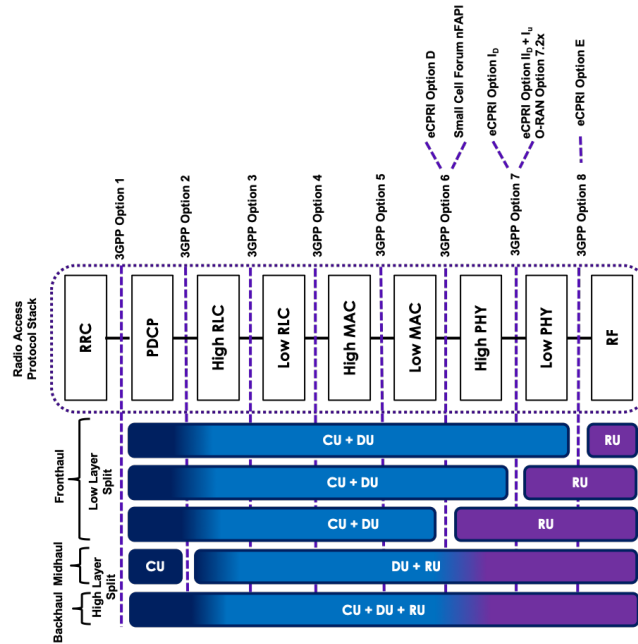 eCPRI Option D
Small Cell Forum nFAPI
eCPRI Option I_D
eCPRI Option II_D + I_u
O-RAN Option 7.2x
eCPRI Option E
3GPP Option 1
3GPP Option 2
3GPP Option 3
3GPP Option 4
3GPP Option 5
3GPP Option 6
3GPP Option 7
3GPP Option 8
Radio Access
Protocol Stack
RRC
PDCP
High RLC
Low RLC
High MAC
Low MAC
High PHY
Low PHY
RF
Fronthaul
Low Layer
Split
CU + DU
RU
CU + DU
RU
CU + DU
RU
Midhaul
High Layer
Split
CU
DU + RU
Backhaul
CU + DU + RU